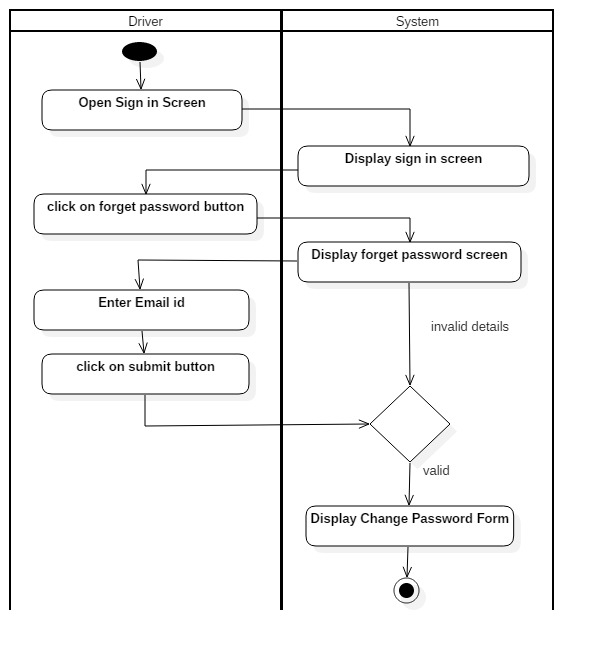 Driver
System
Open Sign in Screen
Display sign in screen
click on forget password button
Display forget password screen
Enter Email id
invalid details
click on submit button
valid
Display Change Password Form